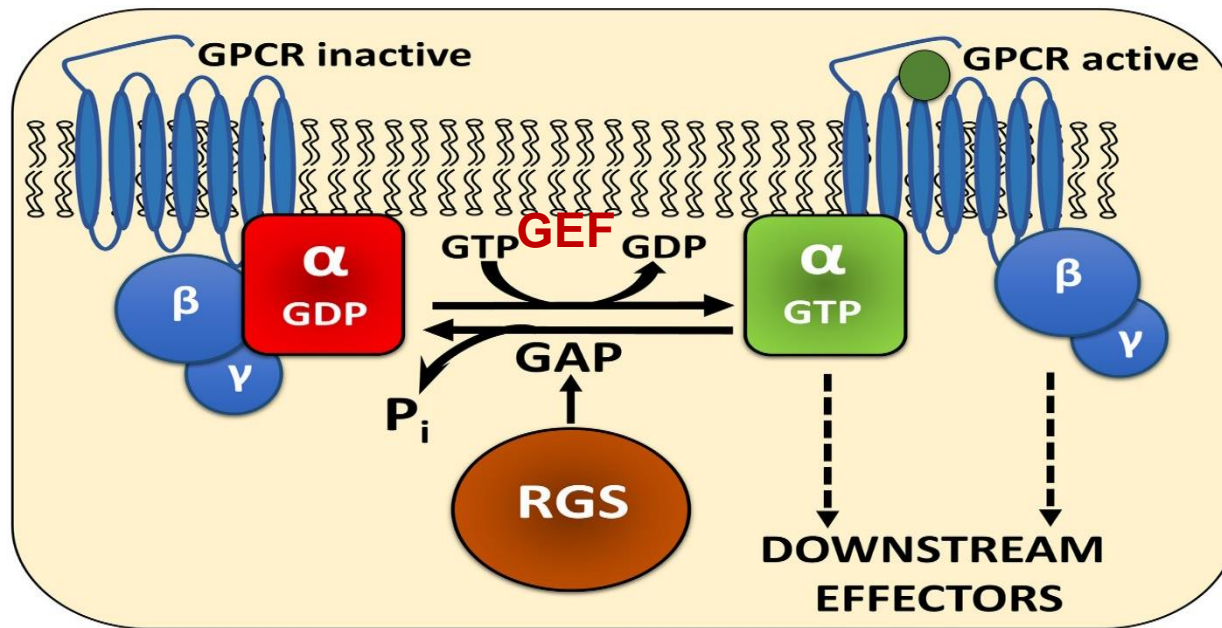 GPCR inactive
GPCR active
GTP GEF GDP
α
GDP
β
γ
α
GTP
β
γ
GAP
Pi
RGS
DOWNSTREAM
EFFECTORS